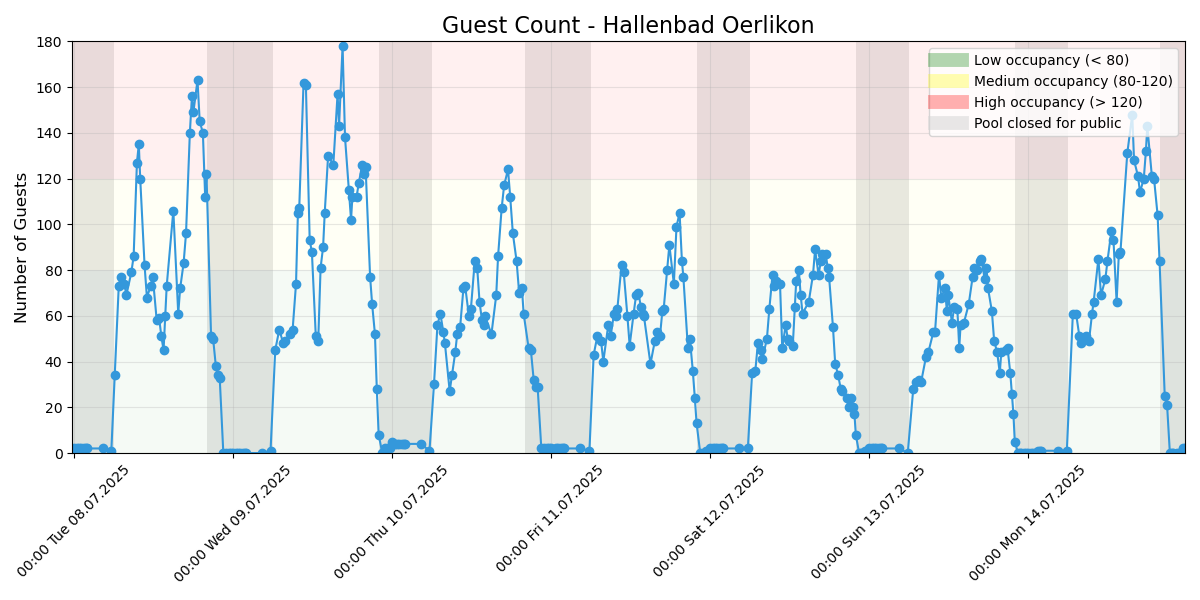 Guest Count - Hallenbad Oerlikon
Number of Guests
180
160
140
120
100
80
60
40
20
0
Low occupancy (< 80)
Medium occupancy (80-120)
High occupancy (> 120)
Pool closed for public
00:00 Tue 08.07.2025
00:00 Wed 09.07.2025
00:00 Thu 10.07.2025
00:00 Fri 11.07.2025
00:00 Sat 12.07.2025
00:00 Sun 13.07.2025
00:00 Mon 14.07.2025